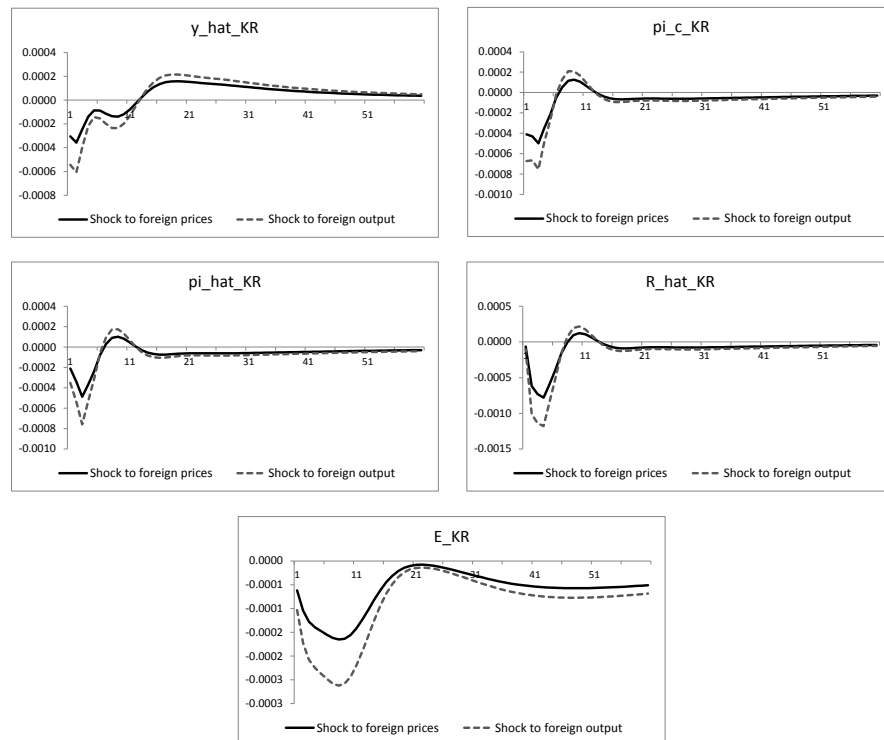 y_hat_KR
0.0004
0.0002
0.0000
-0.0002
-0.0004
-0.0006
-0.0008
1 11 21 31 41 51
Shock to foreign prices Shock to foreign output
pi_c_KR
0.0004
0.0002
0.0000
-0.0002
-0.0004
-0.0006
-0.0008
-0.0010
1 11 21 31 41 51
Shock to foreign prices Shock to foreign output
pi_hat_KR
0.0004
0.0002
0.0000
-0.0002
-0.0004
-0.0006
-0.0008
-0.0010
1 11 21 31 41 51
Shock to foreign prices Shock to foreign output
R_hat_KR
0.0005
0.0000
-0.0005
-0.0010
-0.0015
1 11 21 31 41 51
Shock to foreign prices Shock to foreign output
E_KR
0.0000
-0.0001
-0.0001
-0.0002
-0.0002
-0.0003
-0.0003
1 11 21 31 41 51
Shock to foreign prices Shock to foreign output